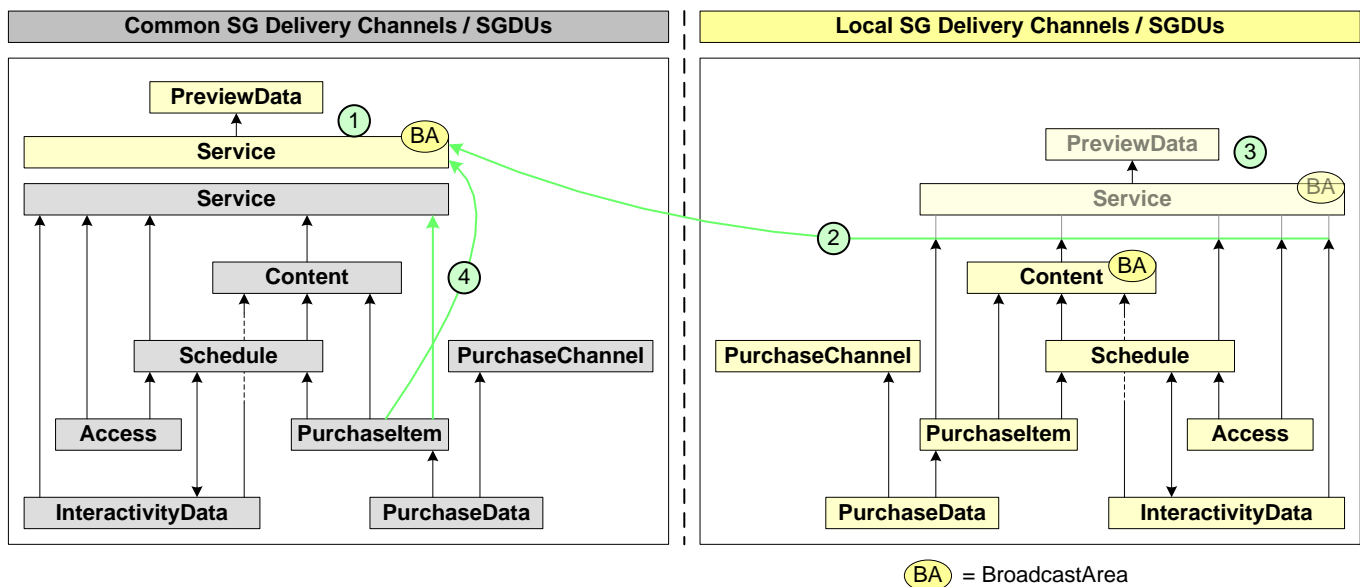 Common SG Delivery Channels / SGDUs
Local SG Delivery Channels / SGDUs
PreviewData
1
BA
Service
Service
Content
4
Schedule
PurchaseChannel
Access
PurchaseItem
InteractivityData
PurchaseData
PreviewData
3
BA
Service
2
Content
BA
PurchaseChannel
Schedule
PurchaseItem
Access
PurchaseData
InteractivityData
BA = BroadcastArea